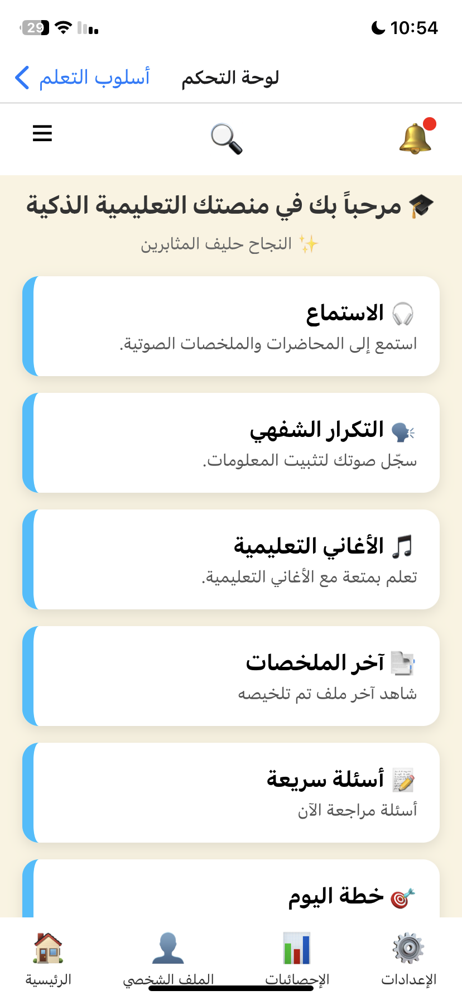 10:54
29
لوحة التحكم
أسلوب التعلم
مرحباً بك في منصتك التعليمية الذكية
النجاح حليف المثابرين
الاستماع
استمع إلى المحاضرات والملخصات الصوتية.
التكرار الشفهي
سجّل صوتك لتثبيت المعلومات.
الأغاني التعليمية
تعلم بمتعة مع الأغاني التعليمية.
آخر الملخصات
شاهد آخر ملف تم تلخيصه
أسئلة سريعة
أسئلة مراجعة الآن
خطة اليوم
الإعدادات
الإحصائيات
الملف الشخصي
الرئيسية